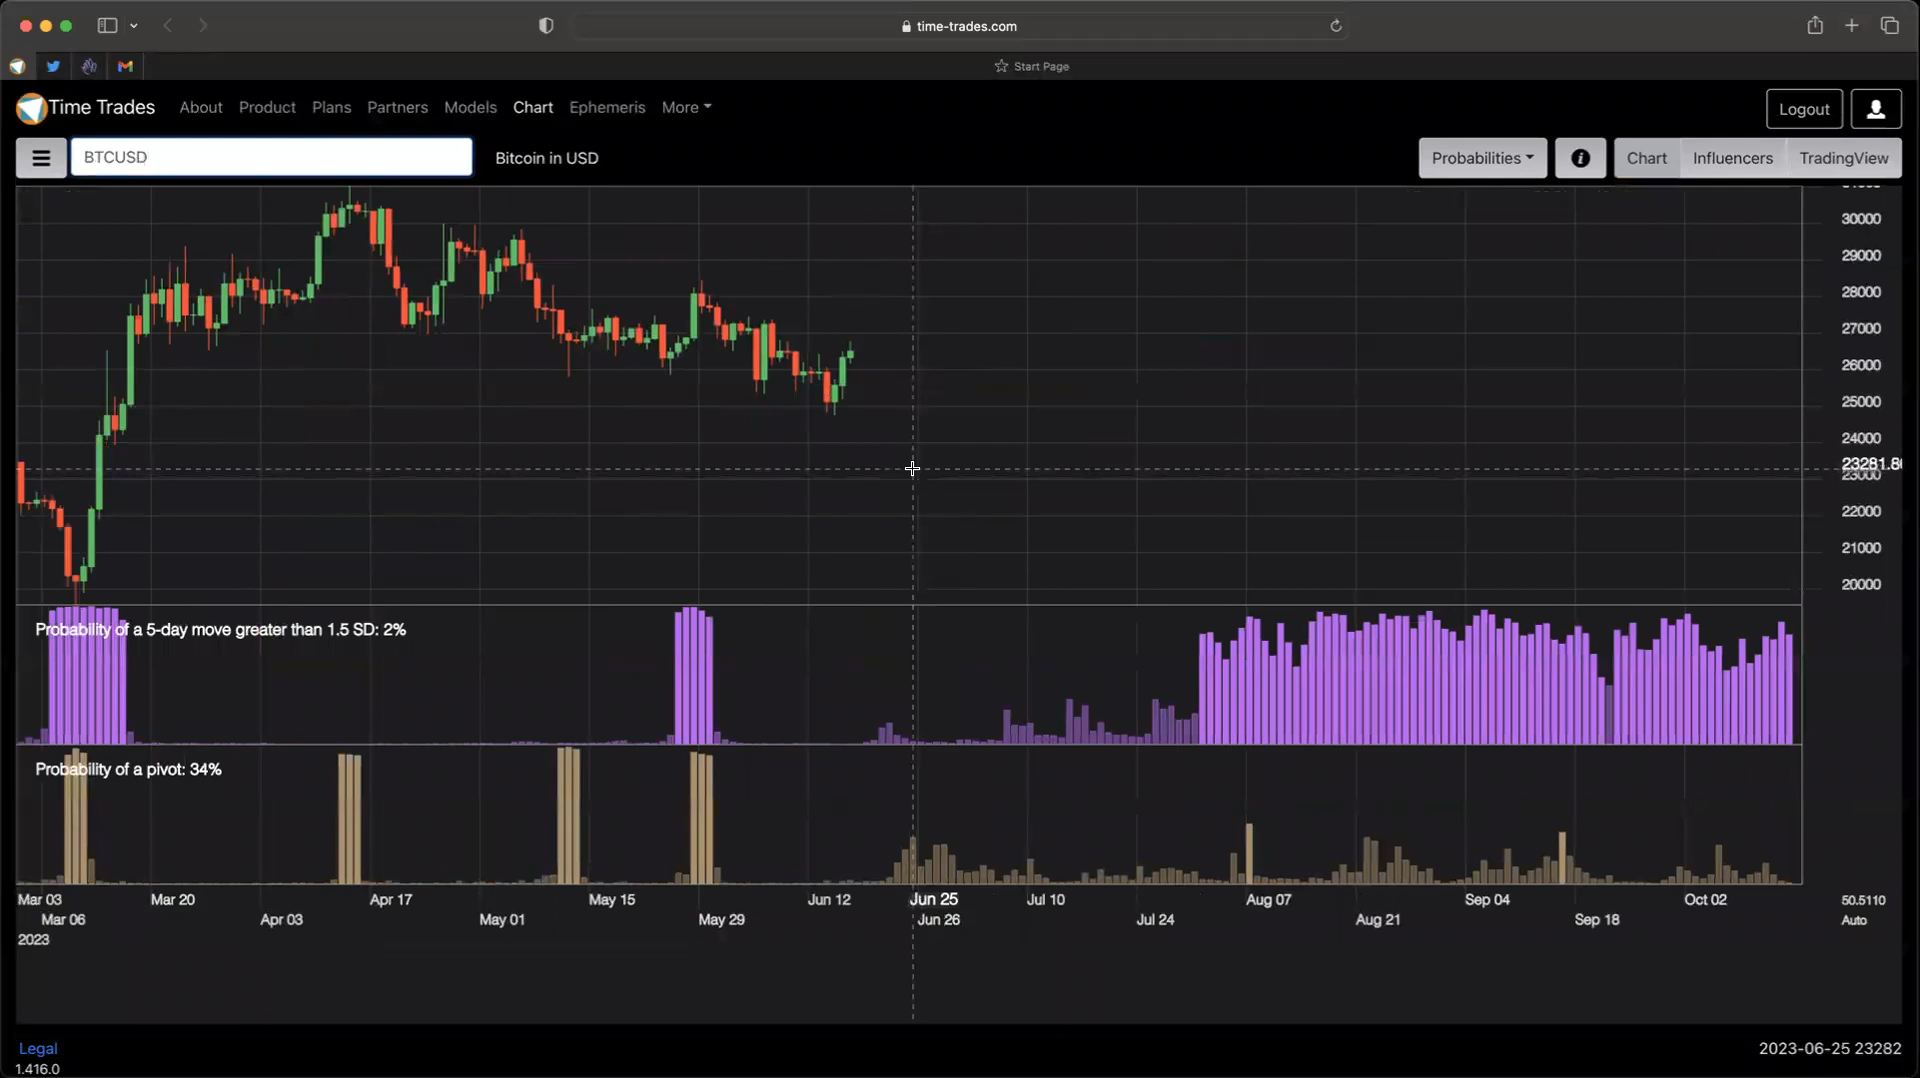 time-trades.com
Start Page
Time Trades About Product Plans Partners Models Chart Ephemeris More Logout
BTCUSD Bitcoin in USD Probabilities Chart Influencers TradingView
30000
29000
28000
27000
26000
25000
24000
23281.8
23000
22000
21000
20000
Probability of a 5-day move greater than 1.5 SD: 2%
Probability of a pivot: 34%
Mar 03 Mar 20 Apr 17 May 15 Jun 12 Jun 25 Jul 10 Aug 07 Sep 04 Oct 02 50.5110
Mar 06 Apr 03 May 01 May 29 Jun 26 Jul 24 Aug 21 Sep 18 Auto
2023
Legal 2023-06-25 23282
1.416.0